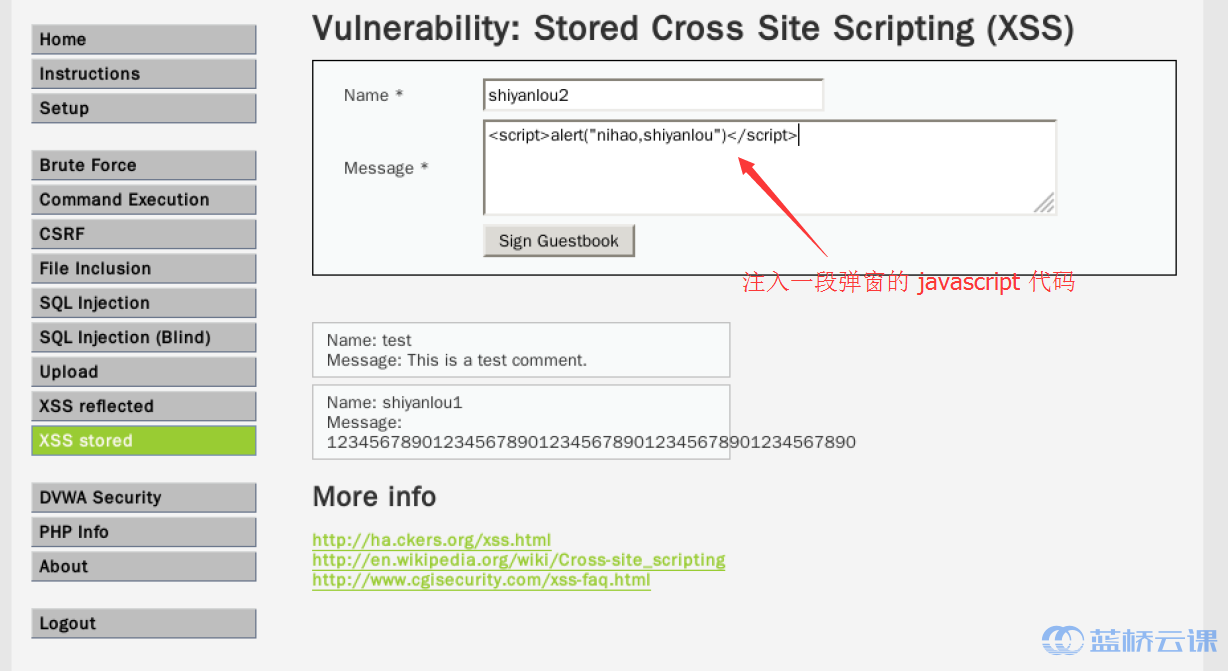 Home
Instructions
Setup
Brute Force
Command Execution
CSRF
File Inclusion
SQL Injection
SQL Injection (Blind)
Upload
XSS reflected
XSS stored
DVWA Security
PHP Info
About
Logout
Vulnerability: Stored Cross Site Scripting (XSS)
Name *
shiyanlou2
Message *
<script>alert("nihao,shiyanlou")</script>
Sign Guestbook
注入一段弹窗的 javascript 代码
Name: test
Message: This is a test comment.
Name: shiyanlou1
Message:
12345678901234567890123456789012345678901234567890
More info
http://ha.ckers.org/xss.html
http://en.wikipedia.org/wiki/Cross-site_scripting
http://www.cgisecurity.com/xss-faq.html
蓝桥云课